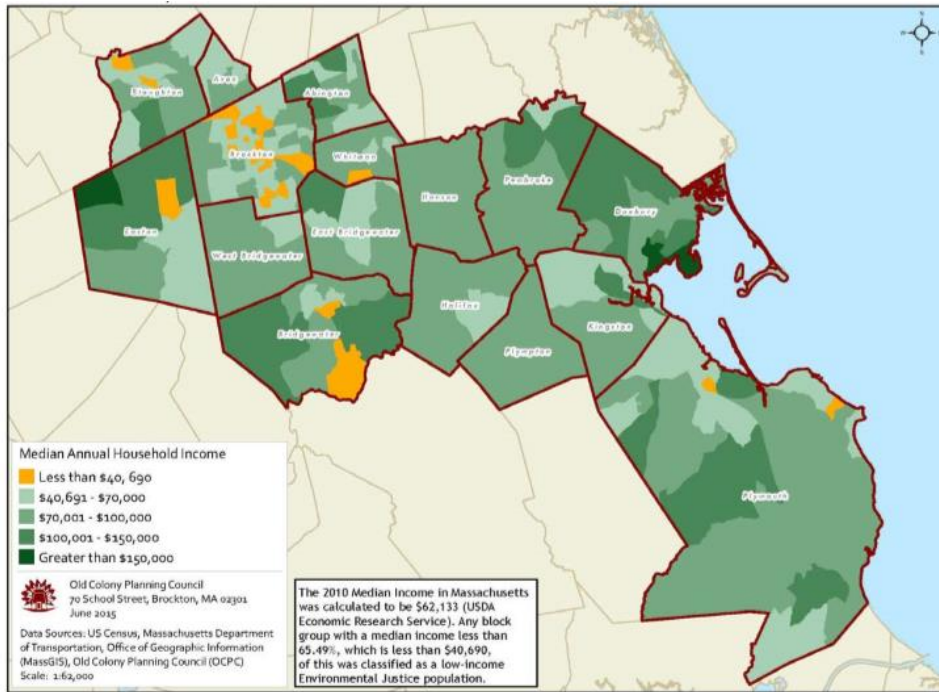 Stoughton
Avon
Abington
Brockton
Whitman
Easton
West Bridgewater
East Bridgewater
Hanson
Pembroke
Duxbury
Bridgewater
Halifax
Plympton
Kingston
Plymouth
Median Annual Household Income
Less than $40, 690
$40,691 - $70,000
$70,001 - $100,000
$100,001 - $150,000
Greater than $150,000
Old Colony Planning Council
70 School Street, Brockton, MA 02301
June 2015
Data Sources: US Census, Massachusetts Department
of Transportation, Office of Geographic Information
(MassGIS), Old Colony Planning Council (OCPC)
Scale: 1:62,000
The 2010 Median Income in Massachusetts
was calculated to be $62,133 (USDA
Economic Research Service). Any block
group with a median income less than
65.49%, which is less than $40,690,
of this was classified as a low-income
Environmental Justice population.